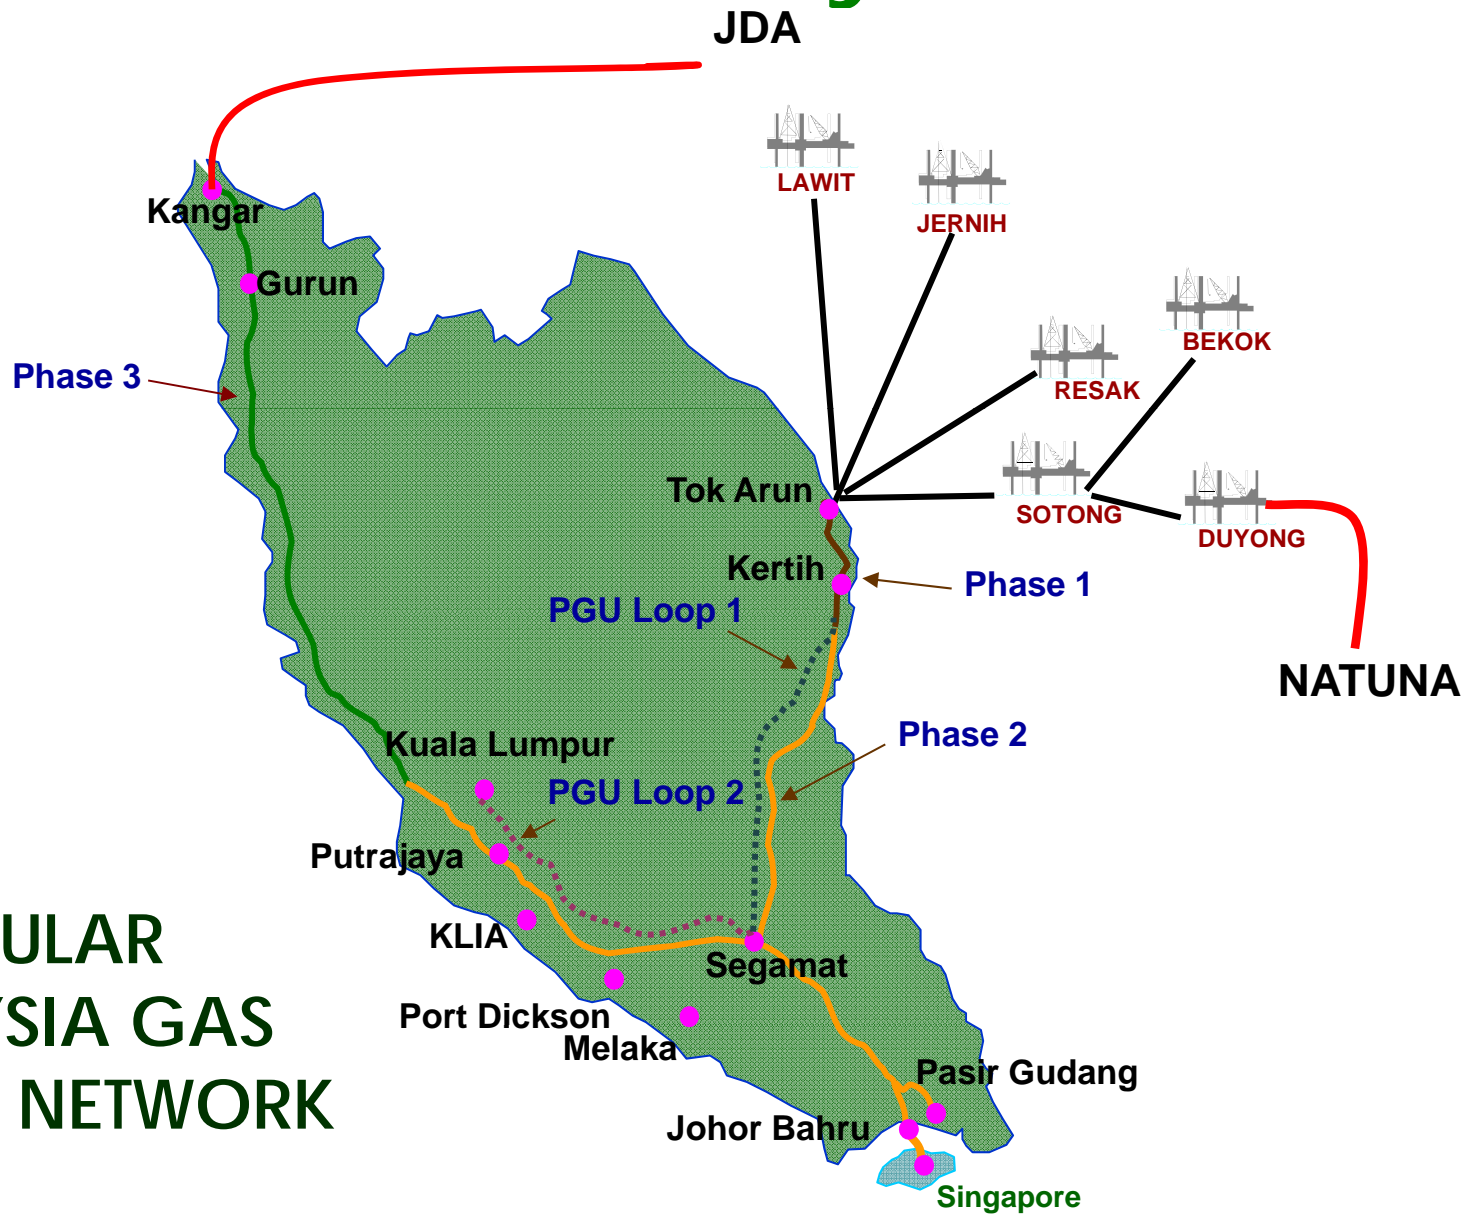 JDA
LAWIT
JERNIH
Kangar
Gurun
BEKOK
Phase 3
RESAK
Tok Arun
SOTONG
DUYONG
Kertih
Phase 1
PGU Loop 1
NATUNA
Phase 2
Kuala Lumpur
PGU Loop 2
Putrajaya
KLIA
Segamat
ULAR
YSIA GAS
NETWORK
Port Dickson
Melaka
Pasir Gudang
Johor Bahru
Singapore